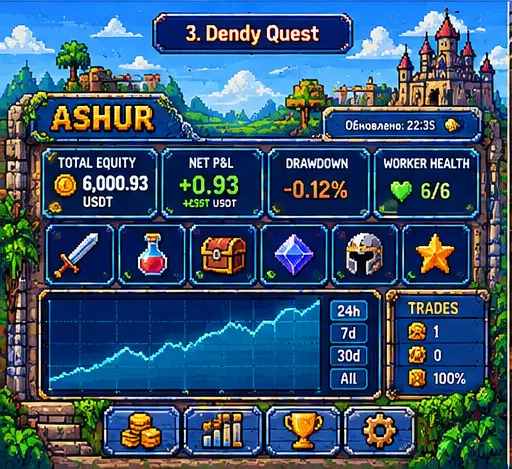 3. Dendy Quest
ASHUR
Обновлено: 22:35
TOTAL EQUITY
6,000.93
USDT
NET P&L
+0.93
USDT
DRAWDOWN
-0.12%
WORKER HEALTH
6/6
24h
7d
30d
All
TRADES
1
0
100%